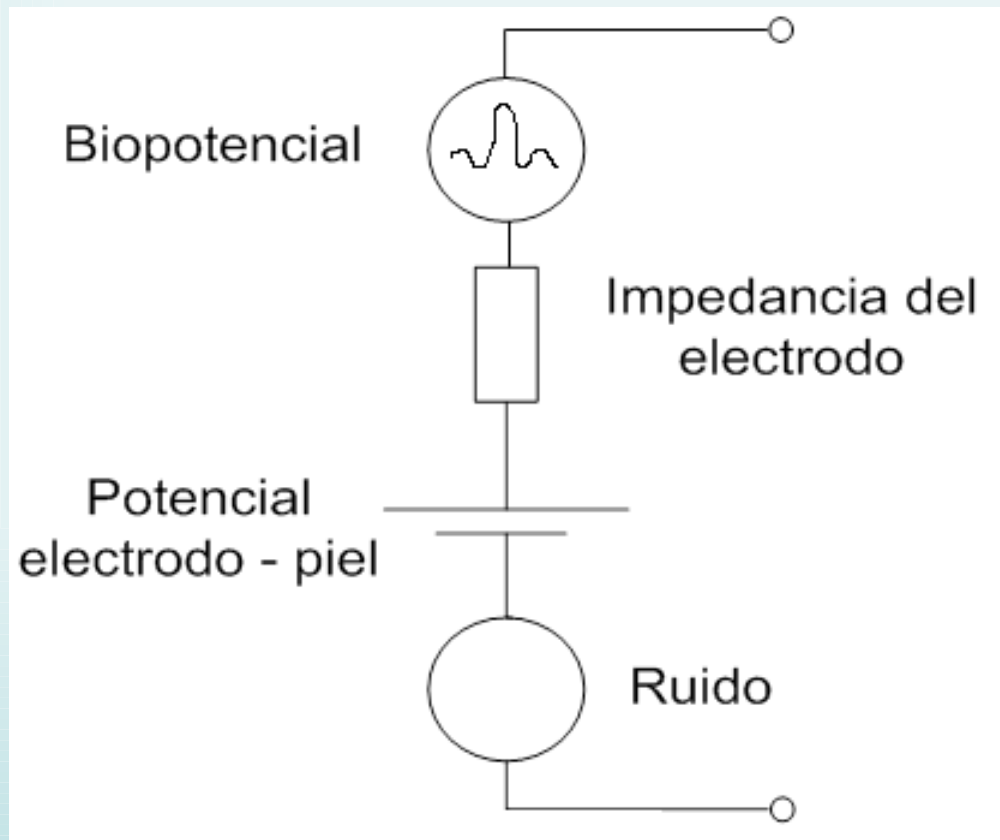 Biopotencial
Impedancia del
electrodo
Potencial
electrodo - piel
Ruido